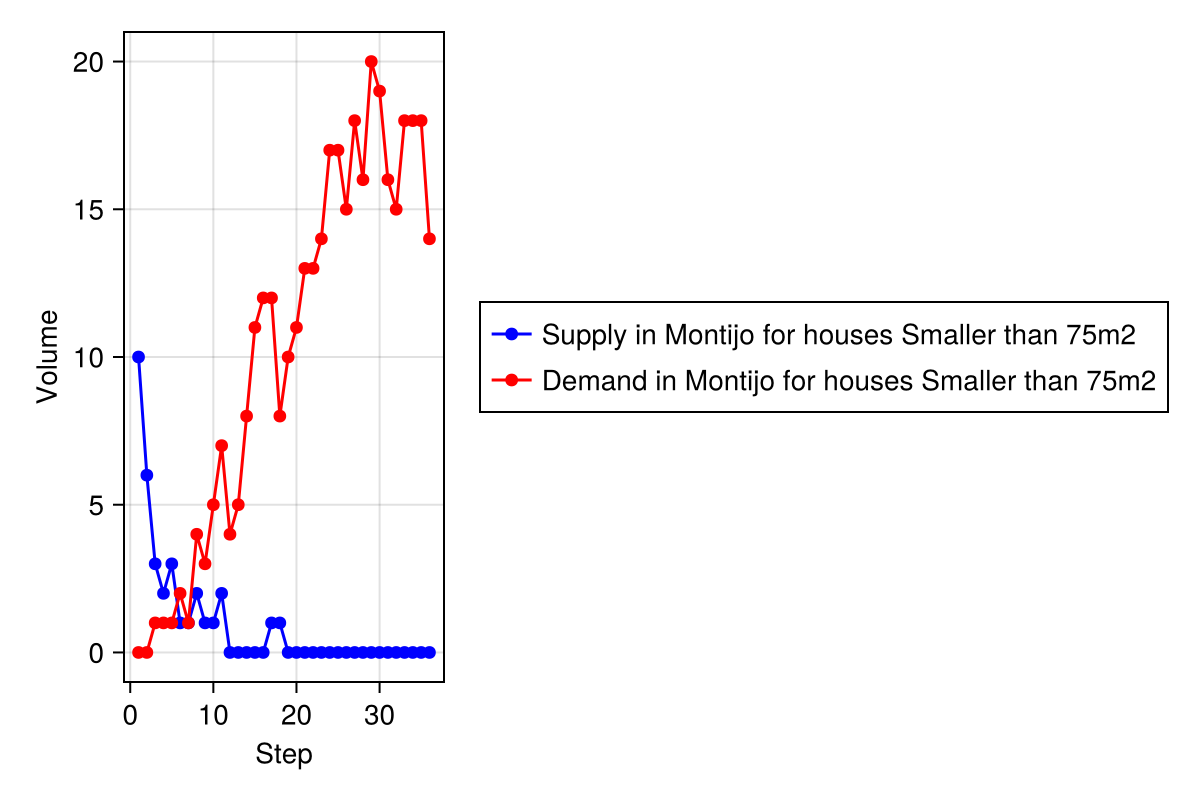 20
15
10
5
0
Volume
0 10 20 30
Step
Supply in Montijo for houses Smaller than 75m2
Demand in Montijo for houses Smaller than 75m2